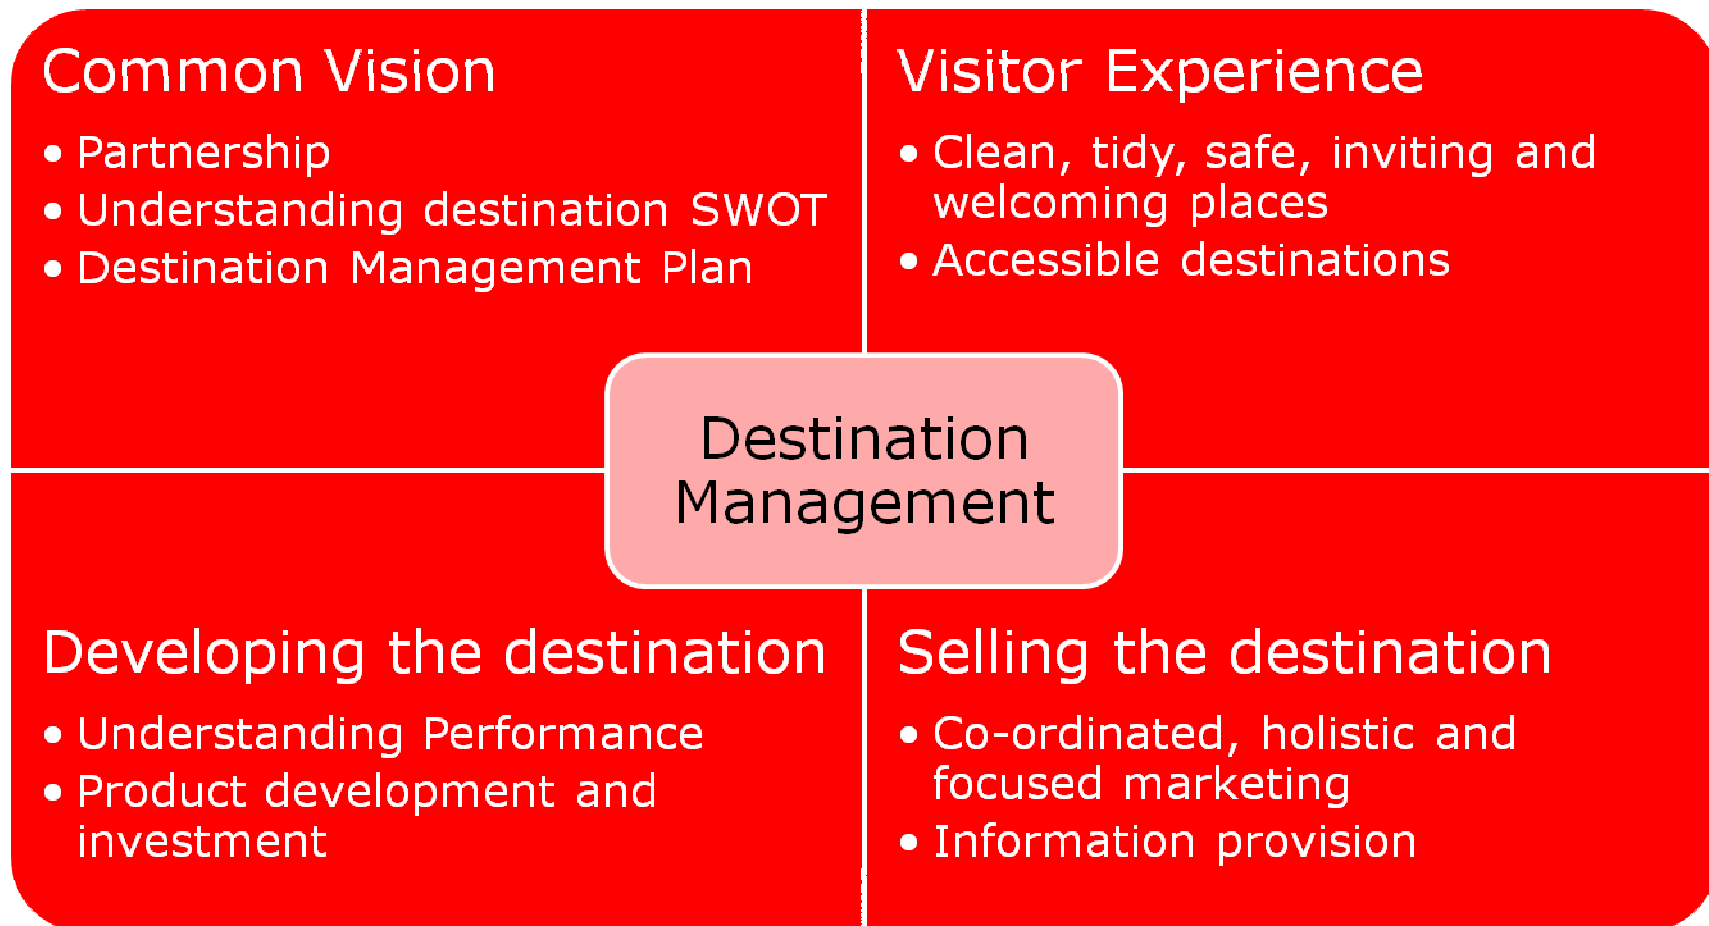 Common Vision
• Partnership
• Understanding destination SWOT
• Destination Management Plan
Visitor Experience
• Clean, tidy, safe, inviting and
welcoming places
• Accessible destinations
Destination
Management
Developing the destination
• Understanding Performance
• Product development and
investment
Selling the destination
• Co-ordinated, holistic and
focused marketing
• Information provision